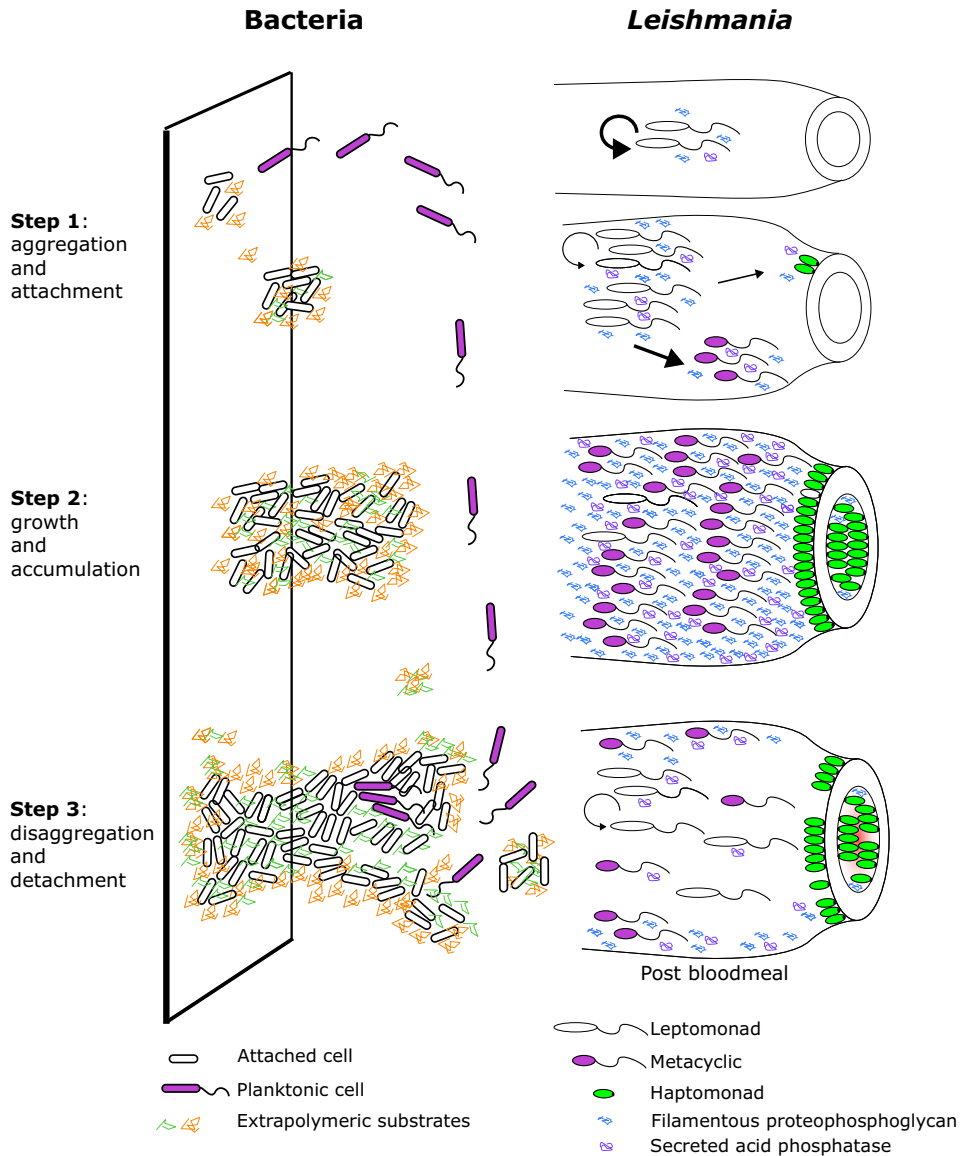 Bacteria
Leishmania
Step 1:
aggregation
and
attachment
Step 2:
growth
and
accumulation
Step 3:
disaggregation
and
detachment
Post bloodmeal
Attached cell
Planktonic cell
Extrapolymeric substrates
Leptomonad
Metacyclic
Haptomonad
Filamentous proteophosphoglycan
Secreted acid phosphatase